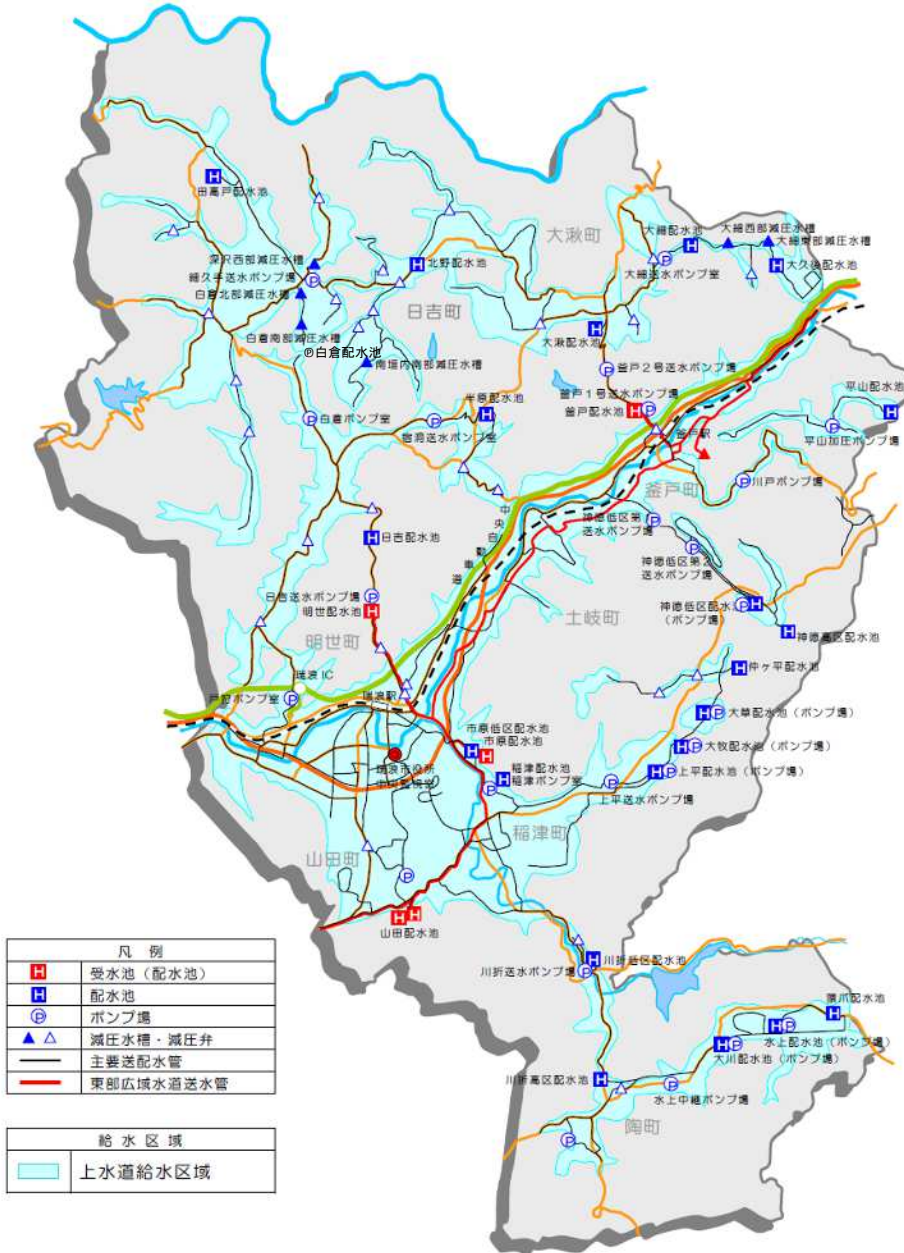 田高戸配水池
大湫町
大細配水池
大細西部減圧水槽
大細東部減圧水槽
深沢西部減圧水槽
北野配水池
細久手送水ポンプ場
大細送水ポンプ室
大久後配水池
白倉北部減圧水槽
日吉町
白倉南部減圧水槽
大湫配水池
Ⓟ白倉配水池
南垣内南部減圧水槽
釜戸2号送水ポンプ場
半原配水池
釜戸1号送水ポンプ場
釜戸配水池
平山配水池
白倉ポンプ室
宿洞送水ポンプ室
釜戸駅
平山加圧ポンプ場
川戸ポンプ場
釜戸町
中央自動車道
神徳低区第1
送水ポンプ場
日吉配水池
神徳低区第2
送水ポンプ場
日吉送水ポンプ場
明世配水池
土岐町
神徳低区配水池
(ポンプ場)
明世町
神徳高区配水池
瑞浪IC
仲ヶ平配水池
戸狩ポンプ室
瑞浪駅
大草配水池(ポンプ場)
市原低区配水池
市原配水池
大牧配水池(ポンプ場)
瑞浪市役所
中央監視室
稲津配水池
稲津ポンプ室
上平配水池(ポンプ場)
上平送水ポンプ場
稲津町
山田町
山田配水池
川折低区配水池
川折送水ポンプ場
水上配水池(ポンプ場)
大川配水池(ポンプ場)
川折高区配水池
水上中継ポンプ場
陶町
凡例
H 受水池(配水池)
H 配水池
P ポンプ場
▲ △ 減圧水槽・減圧弁
主要送配水管
東部広域水道送水管
給水区域
上水道給水区域